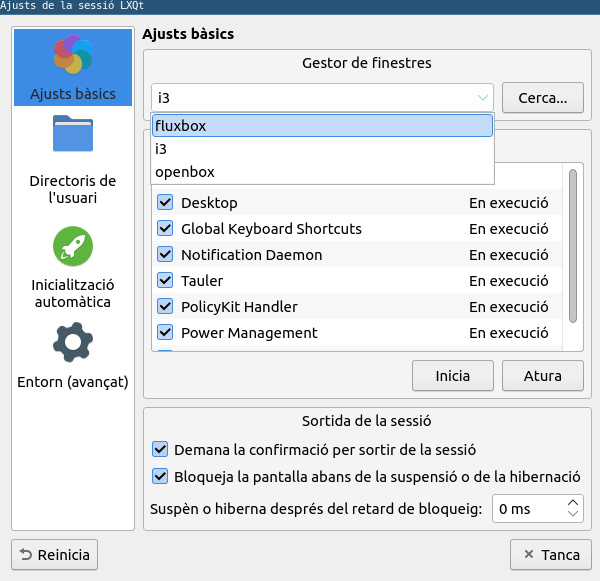 Ajusts de la sessió LXQt
Ajusts bàsics
Directoris de
l'usuari
Inicialització
automàtica
Entorn (avançat)
Ajusts bàsics
Gestor de finestres
i3
Cerca...
fluxbox
i3
openbox
Desktop En execució
Global Keyboard Shortcuts En execució
Notification Daemon En execució
Tauler En execució
PolicyKit Handler En execució
Power Management En execució
Inicia
Atura
Sortida de la sessió
Demana la confirmació per sortir de la sessió
Bloqueja la pantalla abans de la suspensió o de la hibernació
Suspèn o hiberna després del retard de bloqueig: 0 ms
Reinicia
Tanca